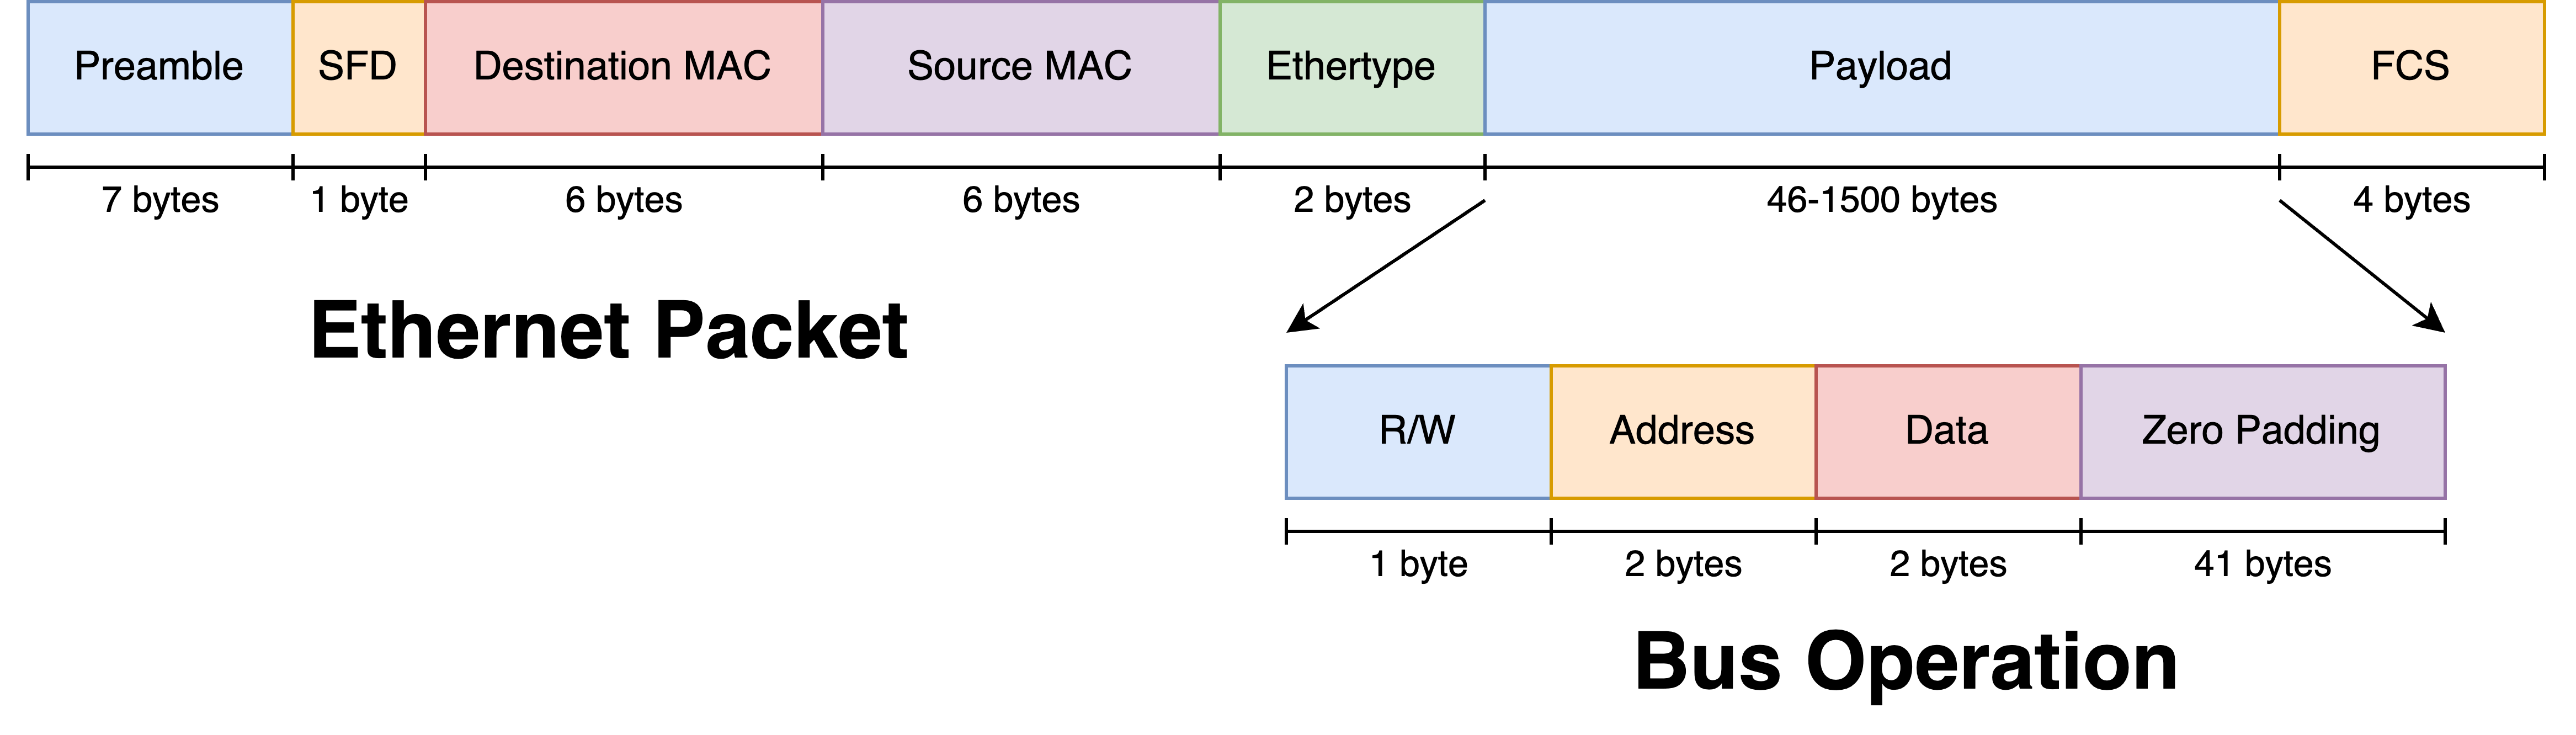 Preamble SFD Destination MAC Source MAC Ethertype Payload FCS
7 bytes 1 byte 6 bytes 6 bytes 2 bytes 46-1500 bytes 4 bytes
Ethernet Packet
R/W Address Data Zero Padding
1 byte 2 bytes 2 bytes 41 bytes
Bus Operation